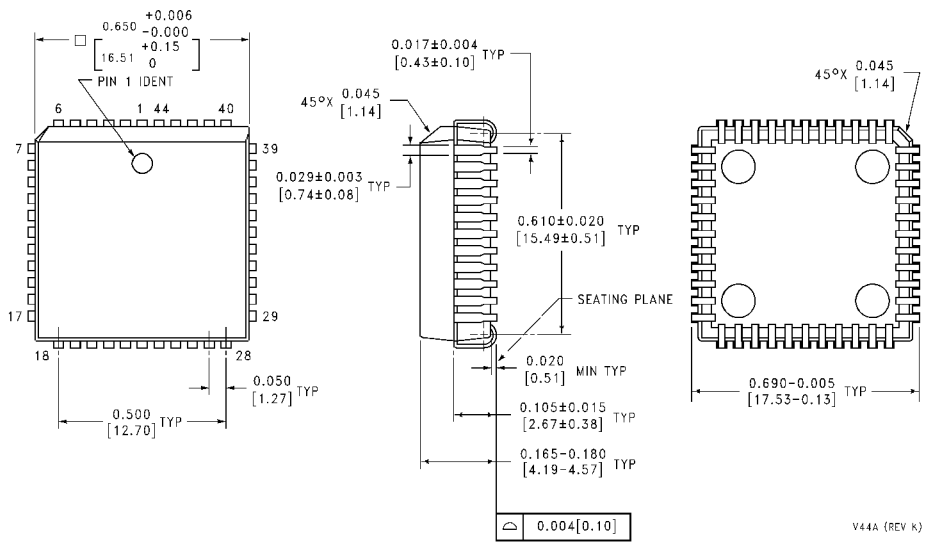 +0.006
0.650 -0.000
+0.15
16.51 0
PIN 1 IDENT
6 1 44 40
7 39
17 29
18 28
0.050
[1.27] TYP
0.500
[12.70] TYP
0.017±0.004
[0.43±0.10] TYP
45°X 0.045
[1.14]
0.029±0.003
[0.74±0.08] TYP
0.610±0.020
[15.49±0.51] TYP
SEATING PLANE
0.020
[0.51] MIN TYP
0.105±0.015
[2.67±0.38] TYP
0.165-0.180
[4.19-4.57] TYP
0.004[0.10]
45°X 0.045
[1.14]
0.690-0.005
[17.53-0.13] TYP
V44A (REV K)